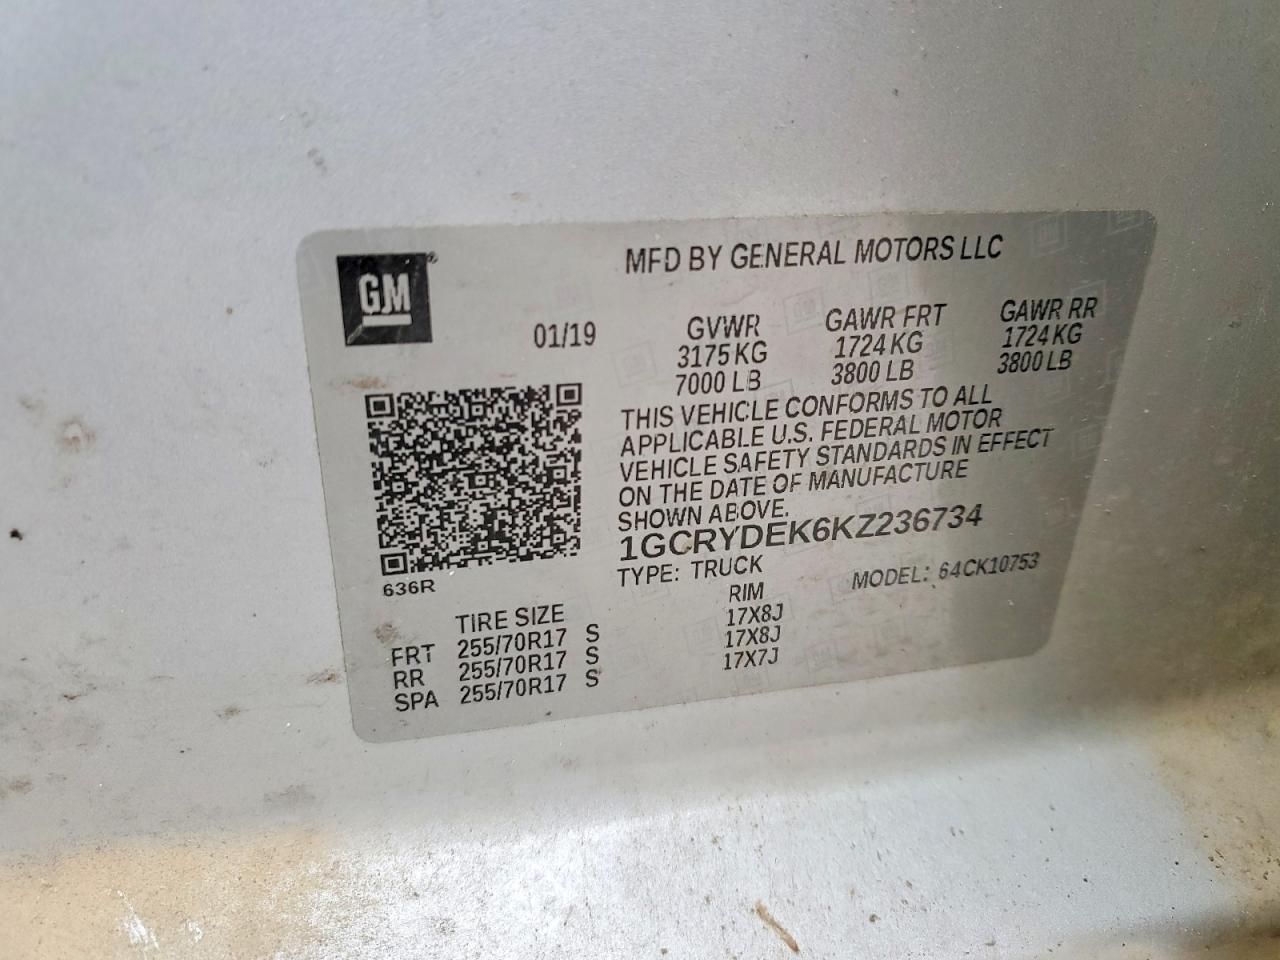 GM®
MFD BY GENERAL MOTORS LLC
01/19
GVWR GAWR FRT GAWR RR
3175 KG 1724 KG 1724 KG
7000 LB 3800 LB 3800 LB
THIS VEHICLE CONFORMS TO ALL
APPLICABLE U.S. FEDERAL MOTOR
VEHICLE SAFETY STANDARDS IN EFFECT
ON THE DATE OF MANUFACTURE
SHOWN ABOVE.
1GCRYDEK6KZ236734
TYPE: TRUCK MODEL: 64CK10753
636R
TIRE SIZE RIM
FRT 255/70R17 S 17X8J
RR 255/70R17 S 17X8J
SPA 255/70R17 S 17X7J